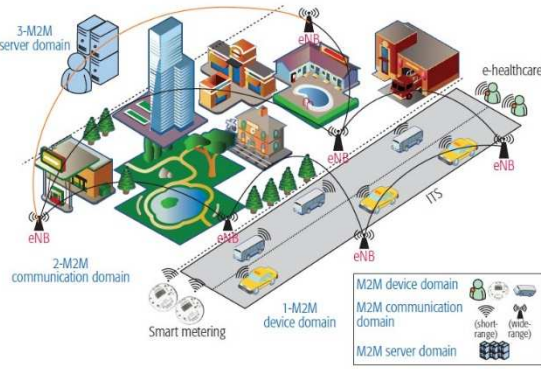 3-M2M
server domain
eNB
e-healthcare
eNB
eNB
ITS
eNB
eNB
eNB
2-M2M
communication domain
1-M2M
device domain
Smart metering
M2M device domain
M2M communication
domain
(short-
range)
(wide-
range)
M2M server domain